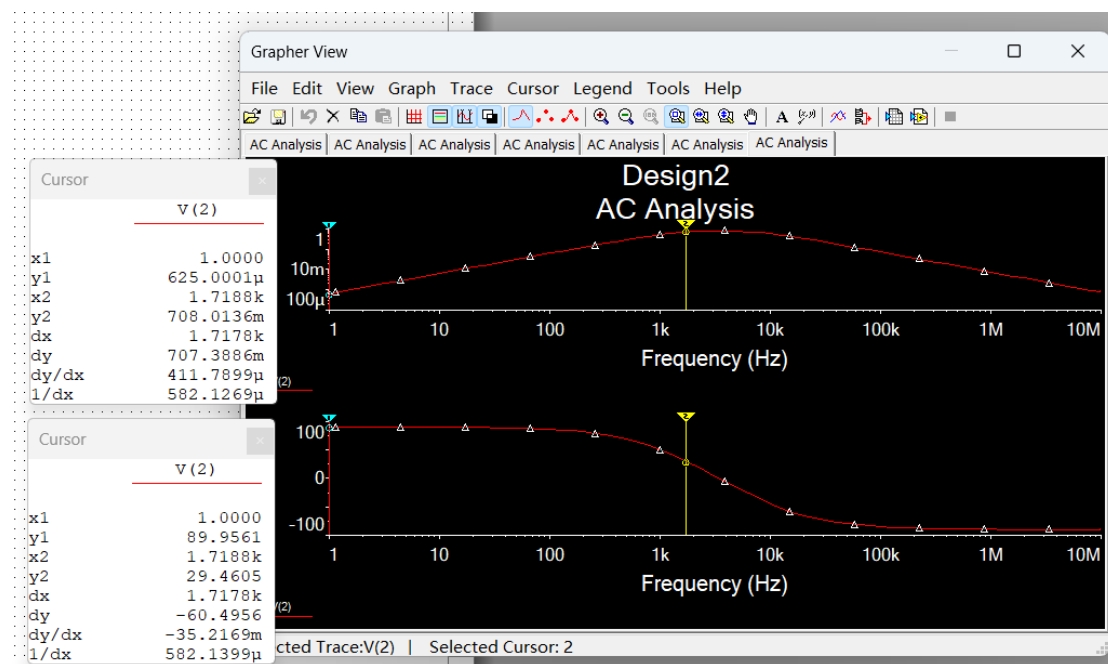 Grapher View
File Edit View Graph Trace Cursor Legend Tools Help
A
AC Analysis AC Analysis AC Analysis AC Analysis AC Analysis AC Analysis AC Analysis
Design2
AC Analysis
1
10m
100µ
1 10 100 1k 10k 100k 1M 10M
Frequency (Hz)
(2)
100
0
-100
1 10 100 1k 10k 100k 1M 10M
Frequency (Hz)
V(2)
cted Trace:V(2) | Selected Cursor: 2
Cursor
V(2)
x1 1.0000
y1 625.0001µ
x2 1.7188k
y2 708.0136m
dx 1.7178k
dy 707.3886m
dy/dx 411.7899µ
1/dx 582.1269µ
Cursor
V(2)
x1 1.0000
y1 89.9561
x2 1.7188k
y2 29.4605
dx 1.7178k
dy -60.4956
dy/dx -35.2169m
1/dx 582.1399µ